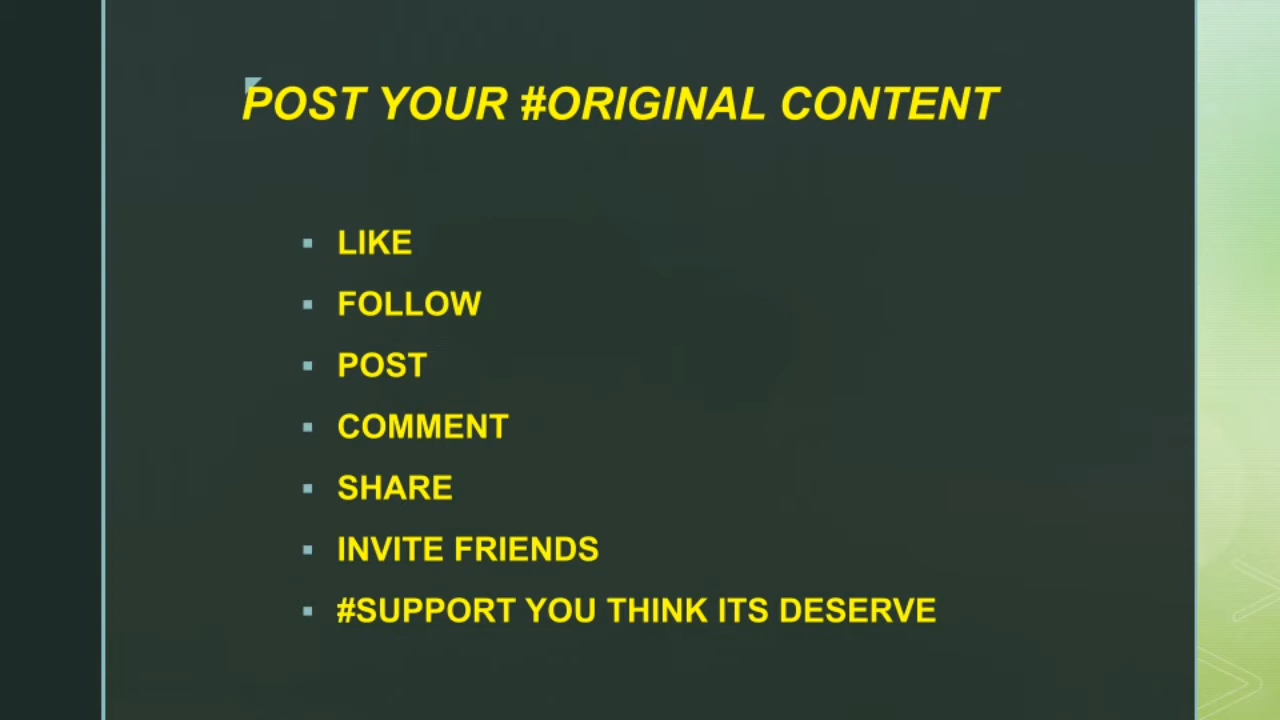 POST YOUR #ORIGINAL CONTENT
LIKE
FOLLOW
POST
COMMENT
SHARE
INVITE FRIENDS
#SUPPORT YOU THINK ITS DESERVE